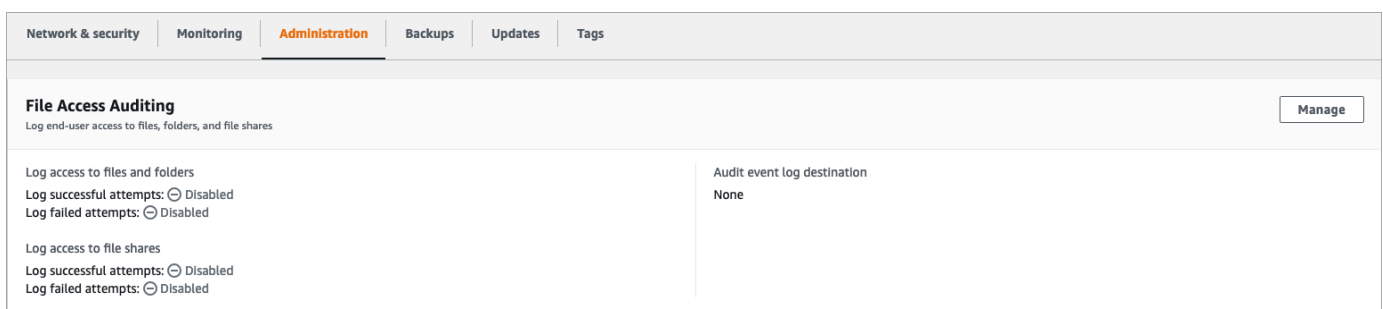 Network & security
Monitoring
Administration
Backups
Updates
Tags
File Access Auditing
Log end-user access to files, folders, and file shares
Manage
Log access to files and folders
Log successful attempts: Disabled
Log failed attempts: Disabled
Log access to file shares
Log successful attempts: Disabled
Log failed attempts: Disabled
Audit event log destination
None